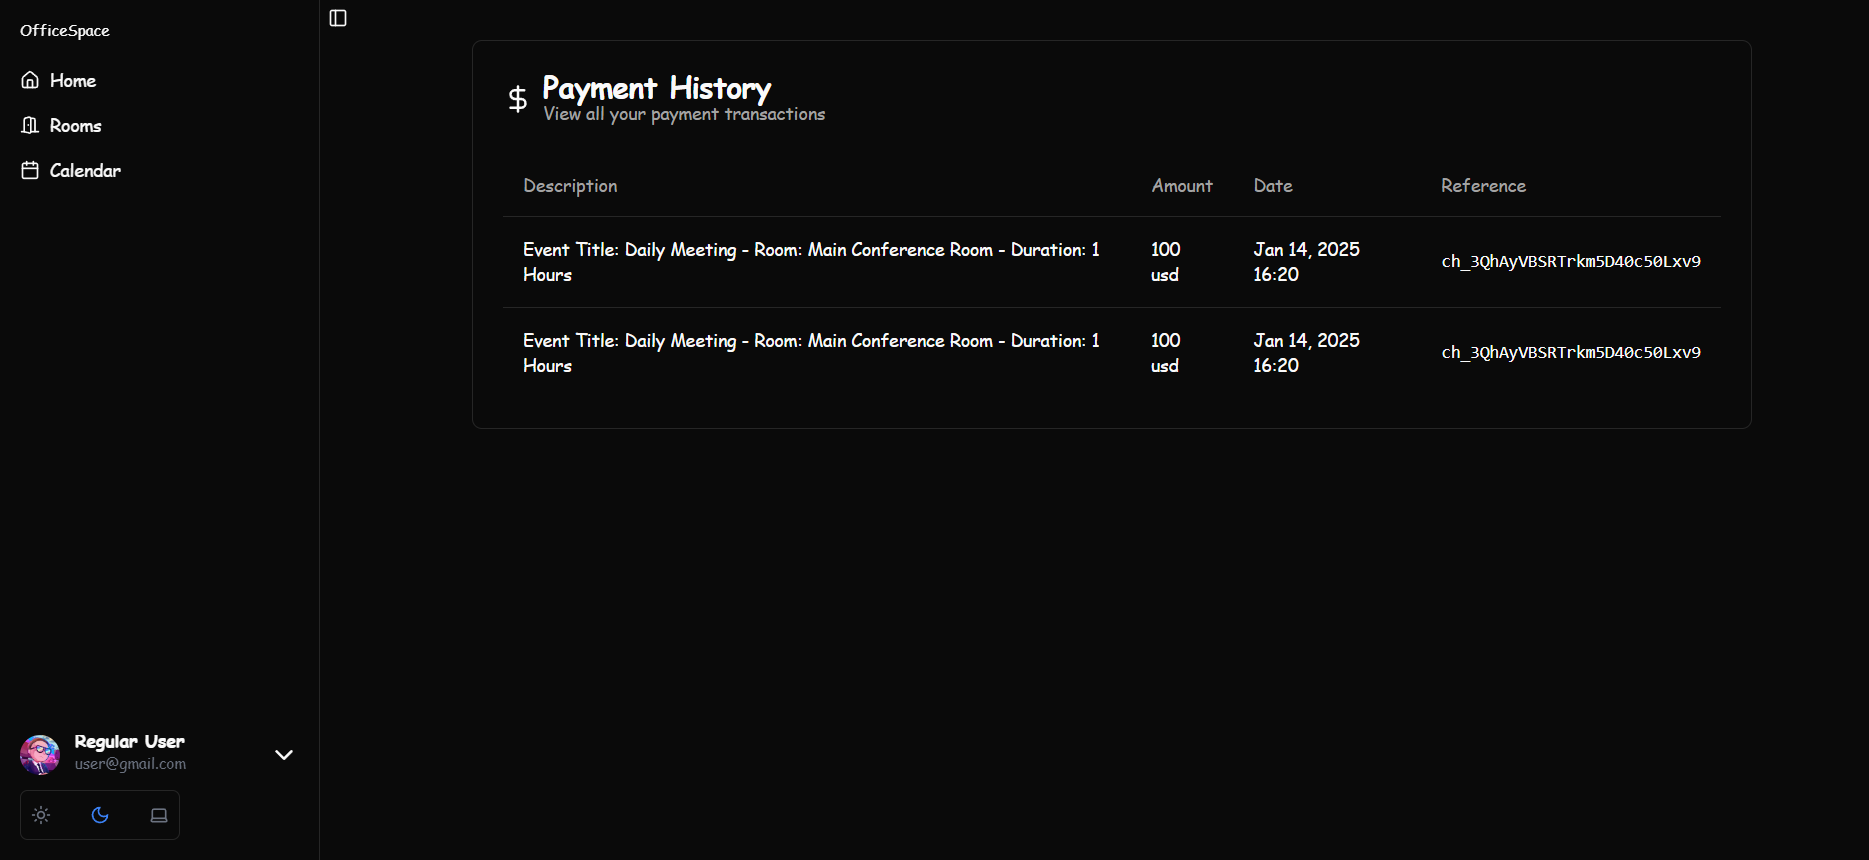 OfficeSpace
Home
Rooms
Calendar
Payment History
View all your payment transactions
Description Amount Date Reference
Event Title: Daily Meeting - Room: Main Conference Room - Duration: 1
Hours
100
usd
Jan 14, 2025
16:20
ch_3QhAyVBSRTrkm5D40c50Lxv9
Event Title: Daily Meeting - Room: Main Conference Room - Duration: 1
Hours
100
usd
Jan 14, 2025
16:20
ch_3QhAyVBSRTrkm5D40c50Lxv9
Regular User
user@gmail.com